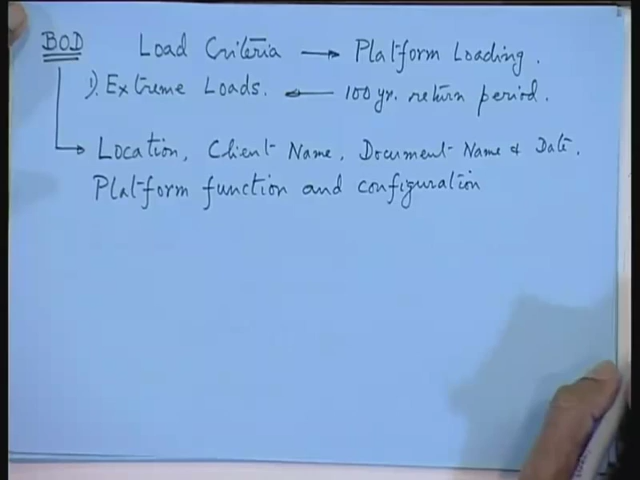 BOD Load Criteria → Platform Loading.
1). Extreme Loads. ← 100 yr. return period.
→ Location, Client Name, Document Name & Date.
Platform function and configuration